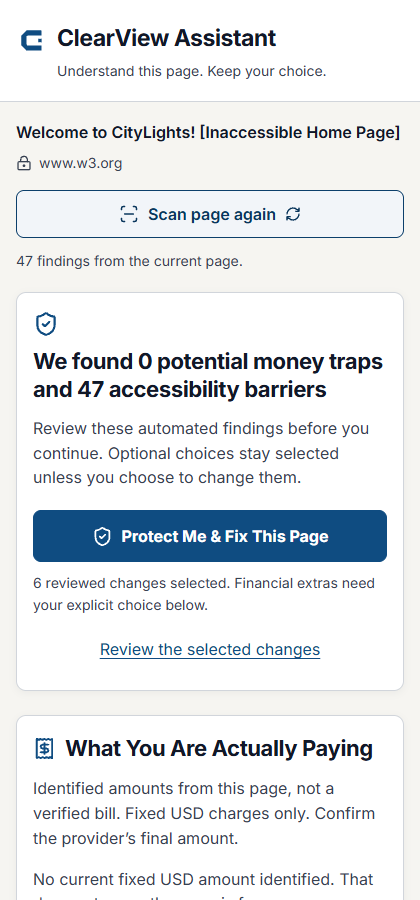 ClearView Assistant
Understand this page. Keep your choice.
Welcome to CityLights! [Inaccessible Home Page]
www.w3.org
Scan page again
47 findings from the current page.
We found 0 potential money traps
and 47 accessibility barriers
Review these automated findings before you
continue. Optional choices stay selected
unless you choose to change them.
Protect Me & Fix This Page
6 reviewed changes selected. Financial extras need
your explicit choice below.
Review the selected changes
What You Are Actually Paying
Identified amounts from this page, not a
verified bill. Fixed USD charges only. Confirm
the provider’s final amount.
No current fixed USD amount identified. That